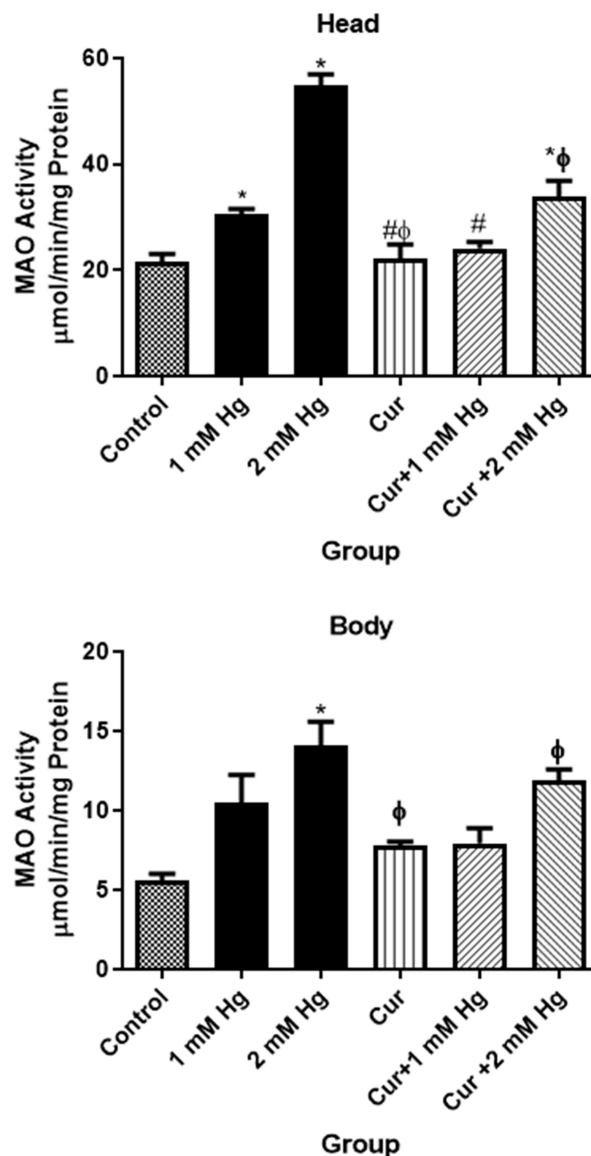 Head
MAO Activity
μmol/min/mg Protein
60
40
20
0
*
*
#ϕ
#
*ϕ
Control
1 mM Hg
2 mM Hg
Cur
Cur+1 mM Hg
Cur +2 mM Hg
Group
Body
MAO Activity
μmol/min/mg Protein
20
15
10
5
0
*
ϕ
ϕ
Control
1 mM Hg
2 mM Hg
Cur
Cur+1 mM Hg
Cur +2 mM Hg
Group